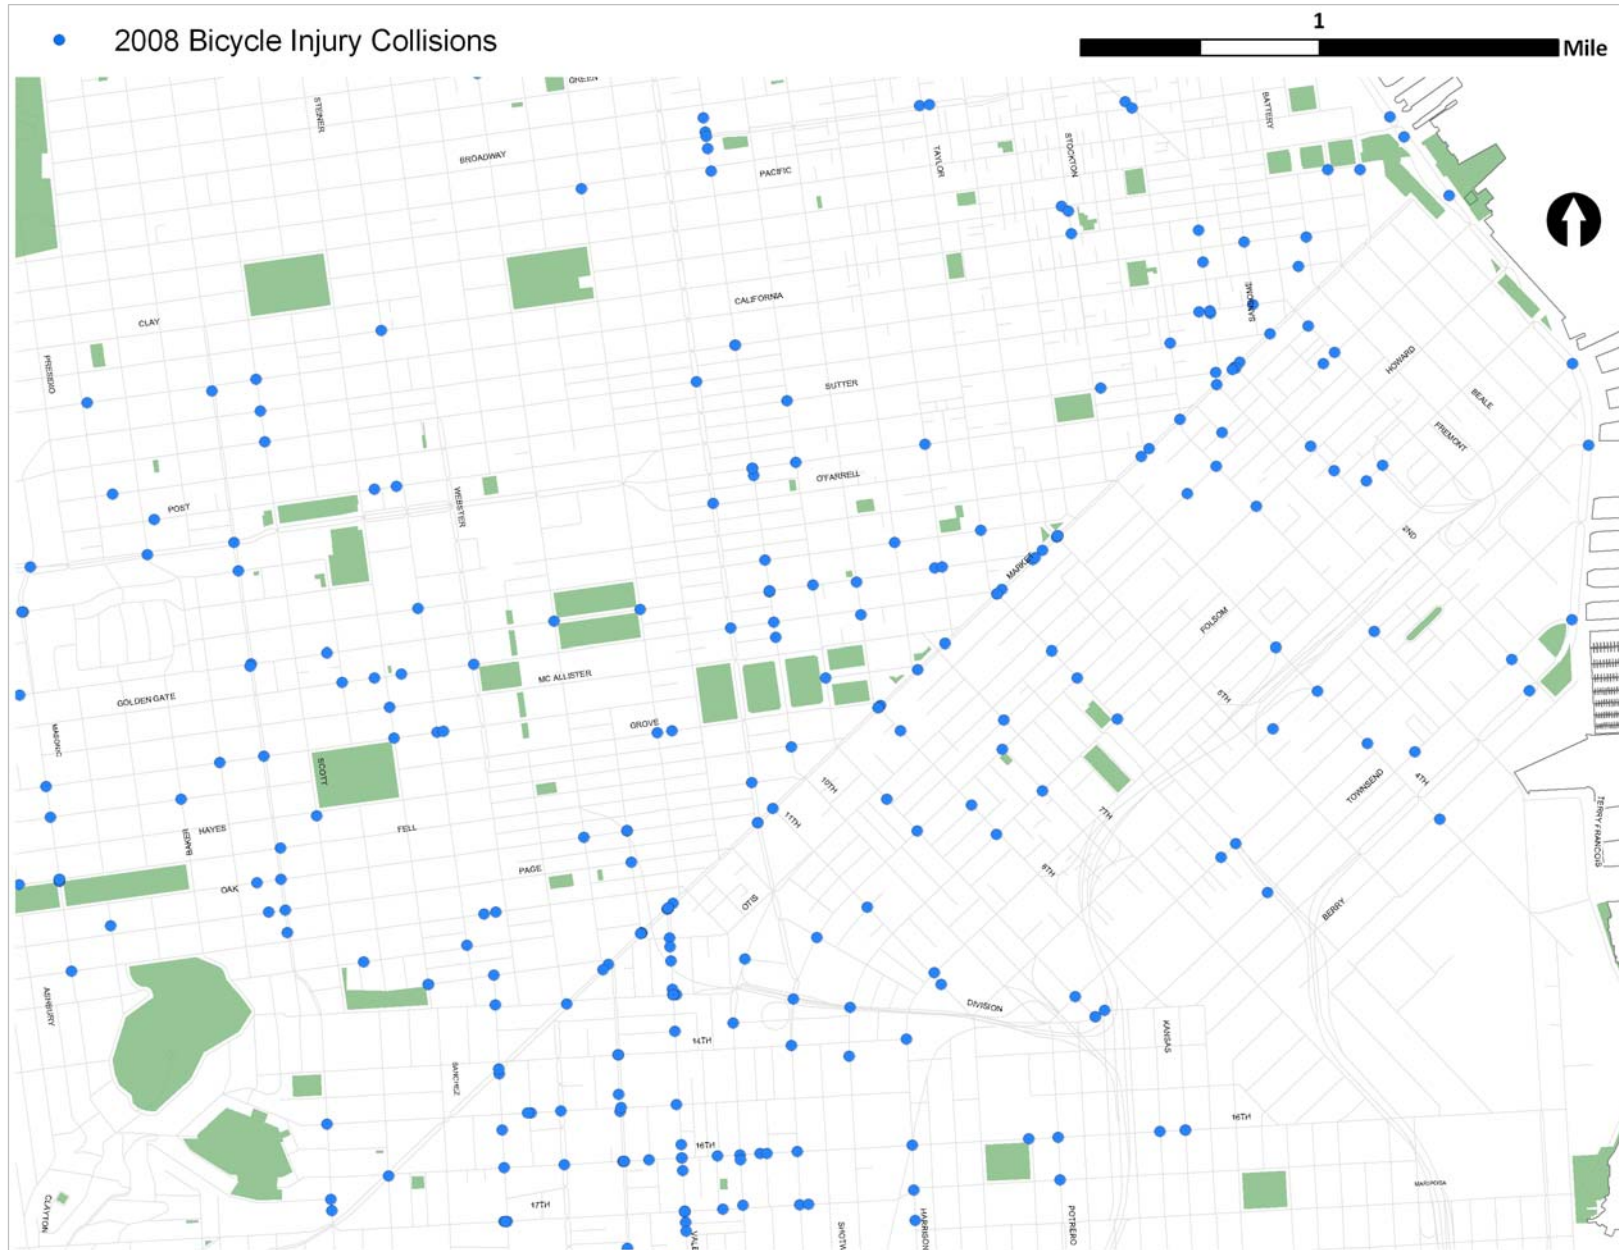 2008 Bicycle Injury Collisions
1
Mile
GREEN
STEINER
BATTERY
BROADWAY
PACIFIC
TAYLOR
STOCKTON
CLAY
CALIFORNIA
SANSOME
PRESIDIO
SUTTER
HOWARD
BEALE
FREMONT
O'FARRELL
POST
WEBSTER
2ND
MARKET
FOLSOM
MC ALLISTER
GOLDEN GATE
5TH
GROVE
MASONIC
SCOTT
10TH
TOWNSEND
4TH
11TH
7TH
TERRY FRANCOIS
HAYES
FELL
BAKER
PAGE
8TH
OAK
OTIS
BERRY
ASHBURY
DIVISION
KANSAS
14TH
SANCHEZ
16TH
16TH
MARIPOSA
17TH
CLAYTON
VALE
SHOTW
HARRISON
POTRERO